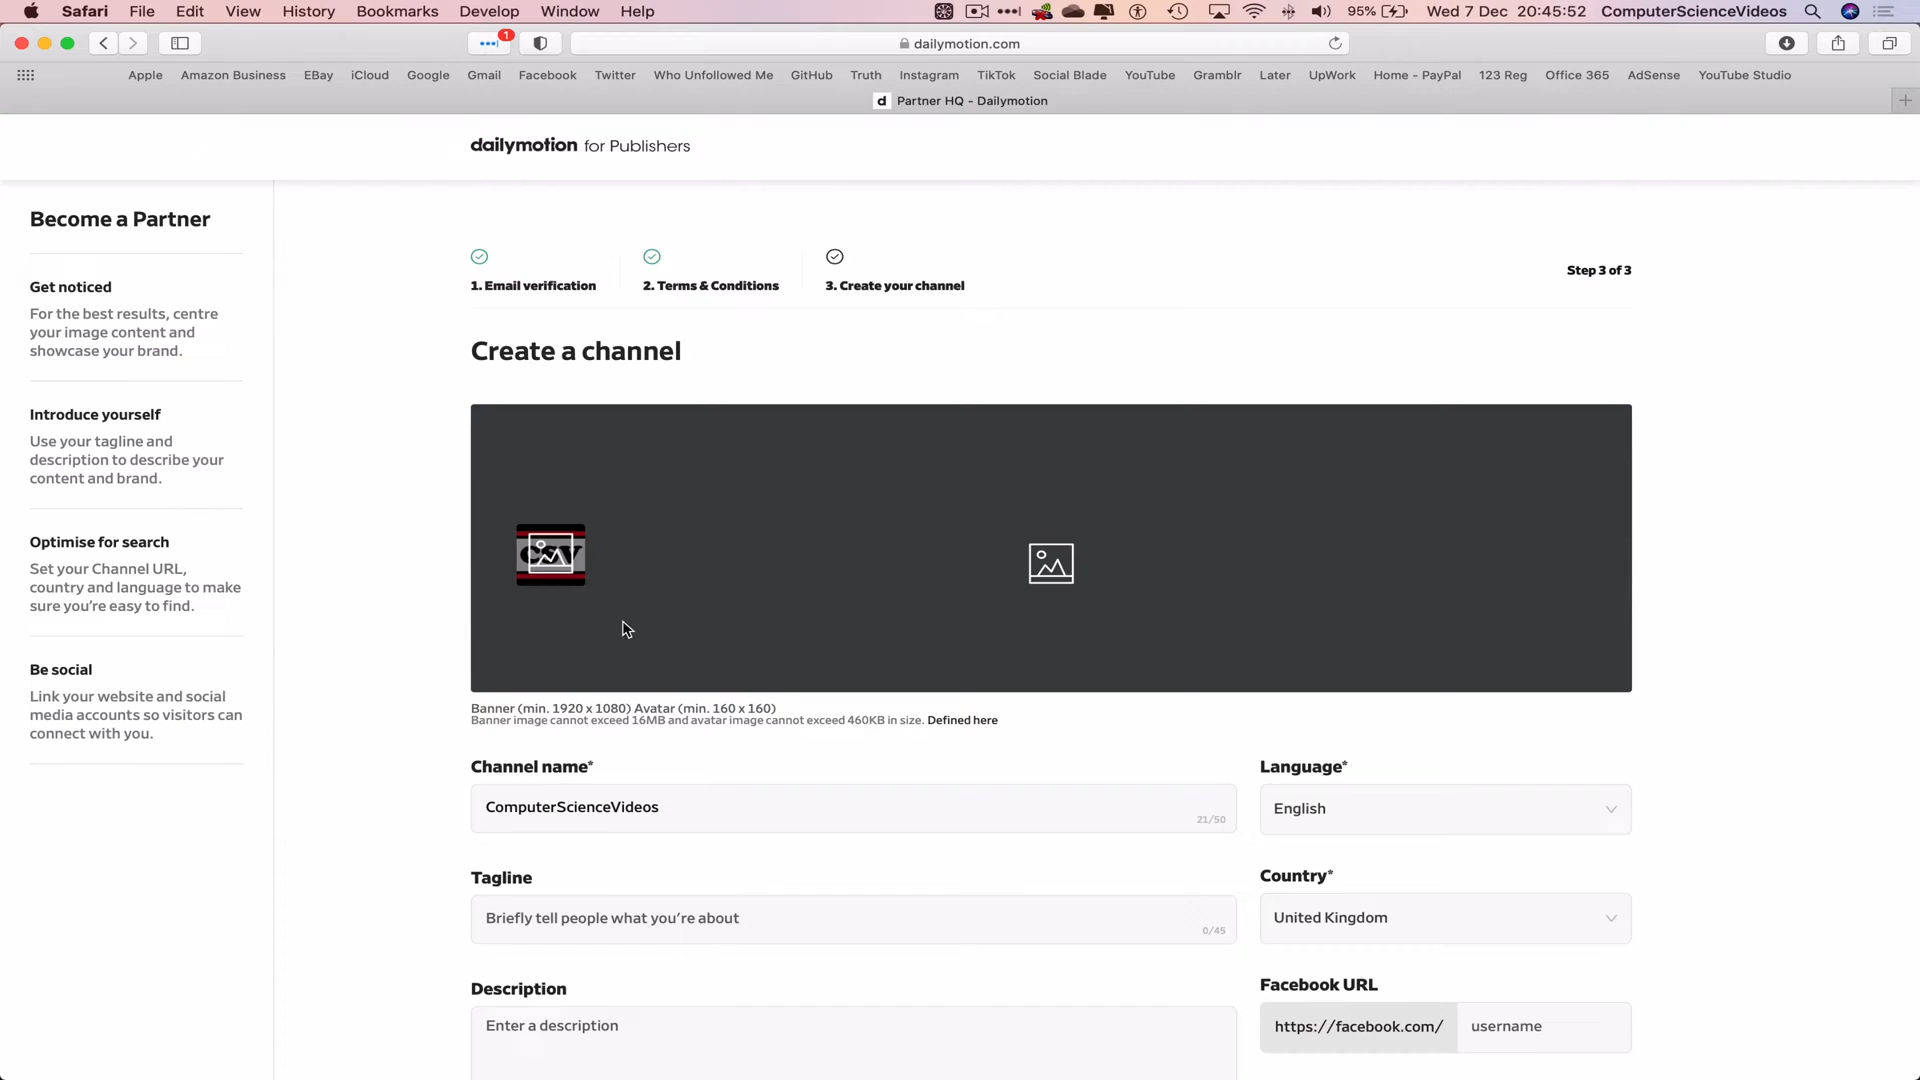 Safari File Edit View History Bookmarks Develop Window Help 95% Wed 7 Dec 20:45:52 ComputerScienceVideos
1 dailymotion.com
Apple Amazon Business EBay iCloud Google Gmail Facebook Twitter Who Unfollowed Me GitHub Truth Instagram TikTok Social Blade YouTube Gramblr Later UpWork Home - PayPal 123 Reg Office 365 AdSense YouTube Studio
d Partner HQ - Dailymotion
dailymotion for Publishers
Become a Partner
Get noticed
For the best results, centre
your image content and
showcase your brand.
Introduce yourself
Use your tagline and
description to describe your
content and brand.
Optimise for search
Set your Channel URL,
country and language to make
sure you're easy to find.
Be social
Link your website and social
media accounts so visitors can
connect with you.
1. Email verification
2. Terms & Conditions
3. Create your channel
Step 3 of 3
Create a channel
CSV
Banner (min. 1920 x 1080) Avatar (min. 160 x 160)
Banner image cannot exceed 16MB and avatar image cannot exceed 460KB in size. Defined here
Channel name*
ComputerScienceVideos
21/50
Language*
English
Tagline
Briefly tell people what you're about
0/45
Country*
United Kingdom
Description
Enter a description
Facebook URL
https://facebook.com/ username